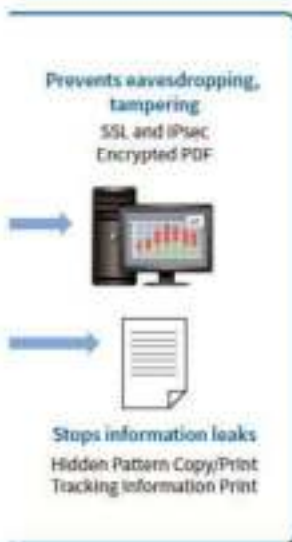 Prevents eavesdropping,
tampering
SSL and IPsec
Encrypted PDF
Stops information leaks
Hidden Pattern Copy/Print
Tracking Information Print